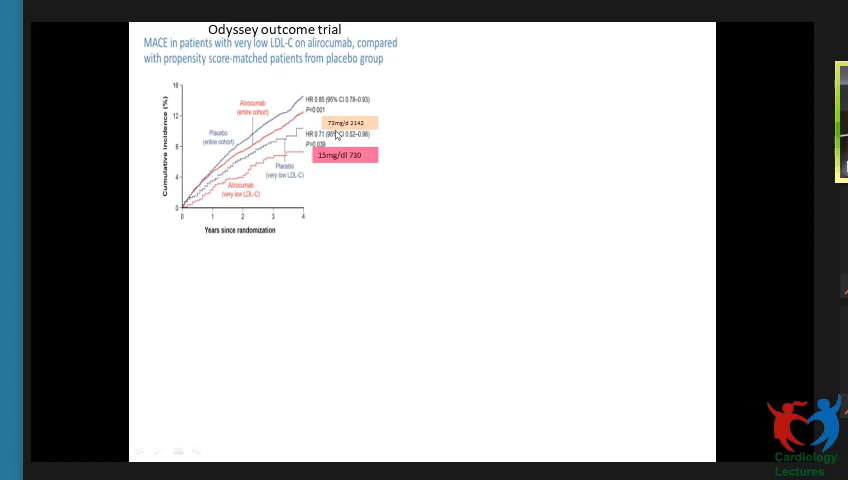 Odyssey outcome trial
MACE in patients with very low LDL-C on alirocumab, compared
with propensity score-matched patients from placebo group
16
12
8
4
0
Cumulative incidence (%)
Alirocumab
(entire cohort)
Placebo
(entire cohort)
HR 0.85 (95% CI 0.78–0.93)
P<0.001
73mg/d 2142
HR 0.71 (95% CI 0.52–0.98)
P=0.039
15mg/dl 730
Placebo
(very low LDL-C)
Alirocumab
(very low LDL-C)
0 1 2 3 4
Years since randomization
Cardiology
Lectures